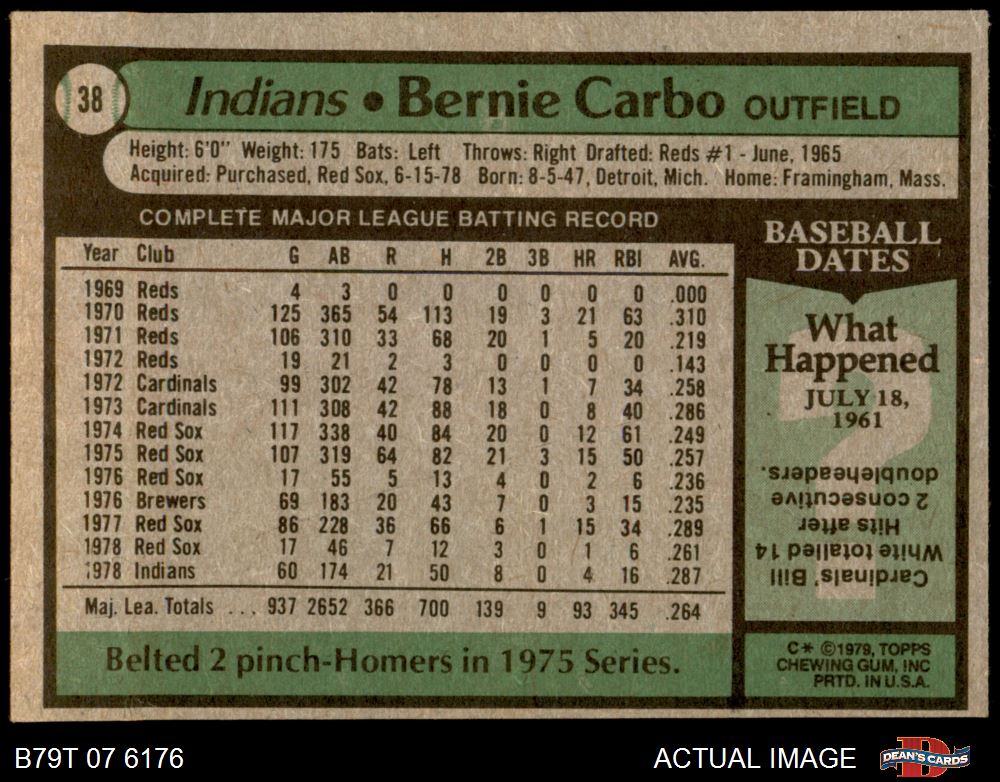 38
Indians • Bernie Carbo OUTFIELD
Height: 6'0" Weight: 175 Bats: Left Throws: Right Drafted: Reds #1 - June, 1965
Acquired: Purchased, Red Sox, 6-15-78 Born: 8-5-47, Detroit, Mich. Home: Framingham, Mass.
COMPLETE MAJOR LEAGUE BATTING RECORD
Year Club G AB R H 2B 3B HR RBI AVG.
1969 Reds 4 3 0 0 0 0 0 0 .000
1970 Reds 125 365 54 113 19 3 21 63 .310
1971 Reds 106 310 33 68 20 1 5 20 .219
1972 Reds 19 21 2 3 0 0 0 0 .143
1972 Cardinals 99 302 42 78 13 1 7 34 .258
1973 Cardinals 111 308 42 88 18 0 8 40 .286
1974 Red Sox 117 338 40 84 20 0 12 61 .249
1975 Red Sox 107 319 64 82 21 3 15 50 .257
1976 Red Sox 17 55 5 13 4 0 2 6 .236
1976 Brewers 69 183 20 43 7 0 3 15 .235
1977 Red Sox 86 228 36 66 6 1 15 34 .289
1978 Red Sox 17 46 7 12 3 0 1 6 .261
1978 Indians 60 174 21 50 8 0 4 16 .287
Maj. Lea. Totals ... 937 2652 366 700 139 9 93 345 .264
Belted 2 pinch-Homers in 1975 Series.
BASEBALL
DATES
What
Happened
JULY 18,
1961
?
Cardinals' Bill
White totalled 14
Hits after
2 consecutive
doubleheaders.
C* ©1979, TOPPS
CHEWING GUM, INC
PRTD. IN U.S.A.
B79T 07 6176
ACTUAL IMAGE
D
DEAN'S CARDS